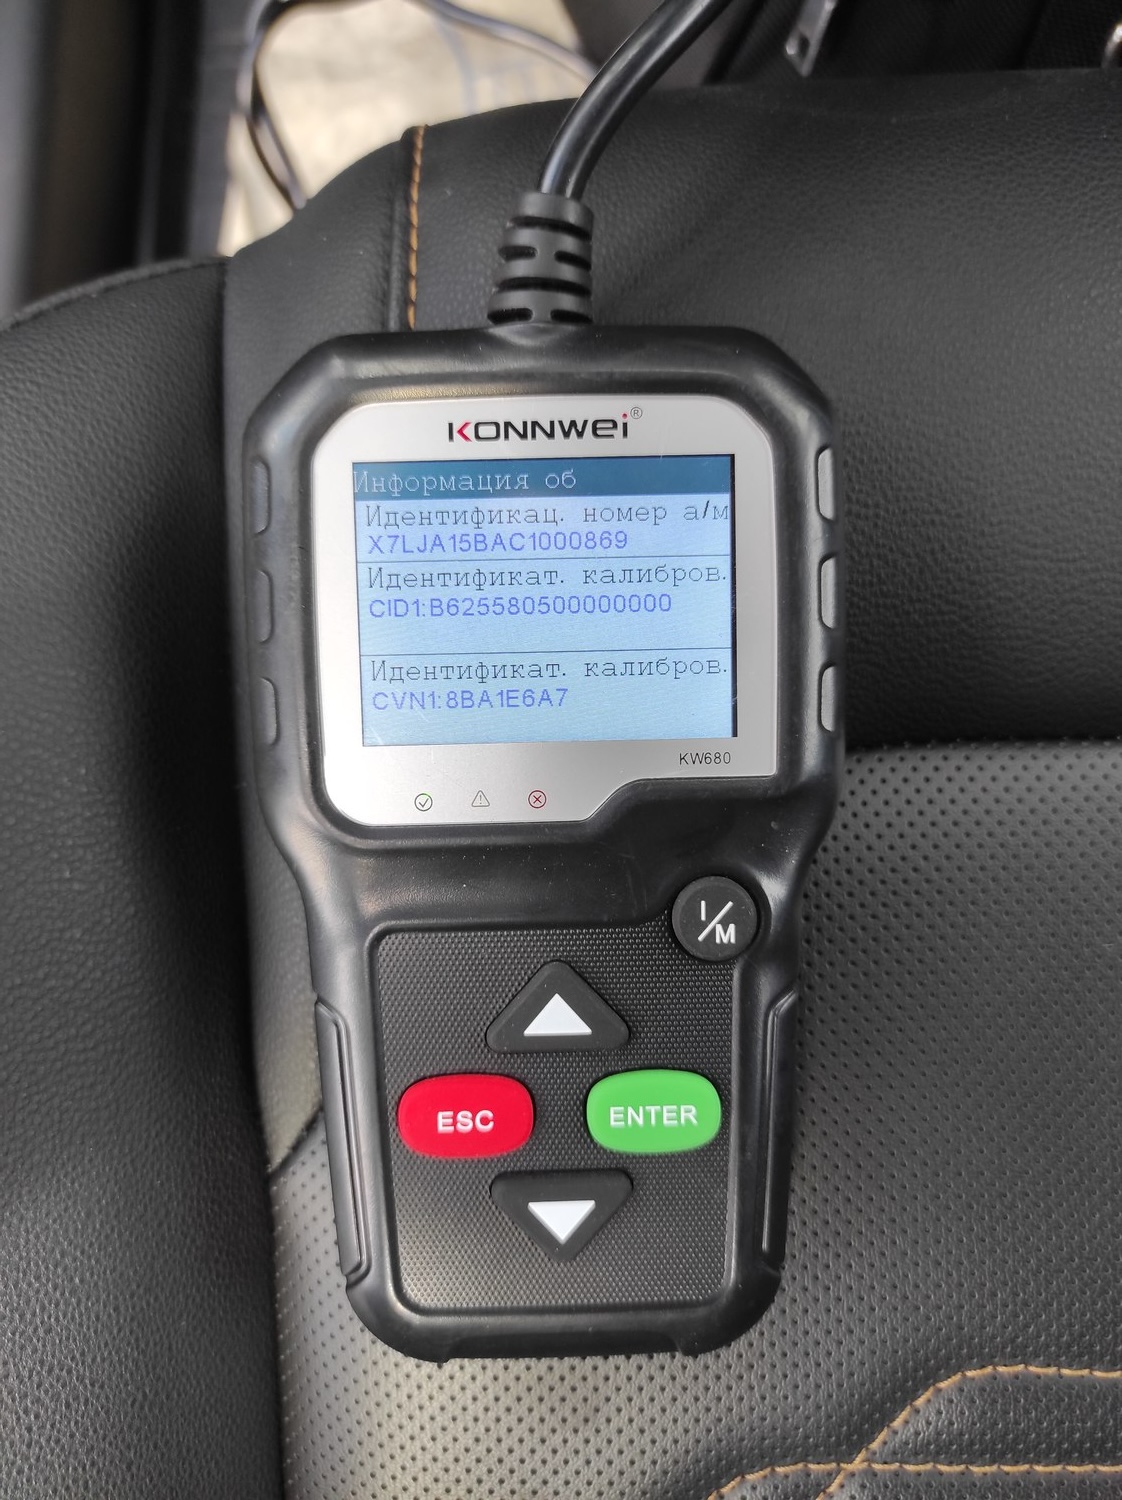 KONNWEI®
Информация об
Идентификац. номер а/м
X7LJA15BAC1000869
Идентификат. калибров.
CID1:B625580500000000
Идентификат. калибров.
CVN1:8BA1E6A7
KW680
I/M
ESC
ENTER